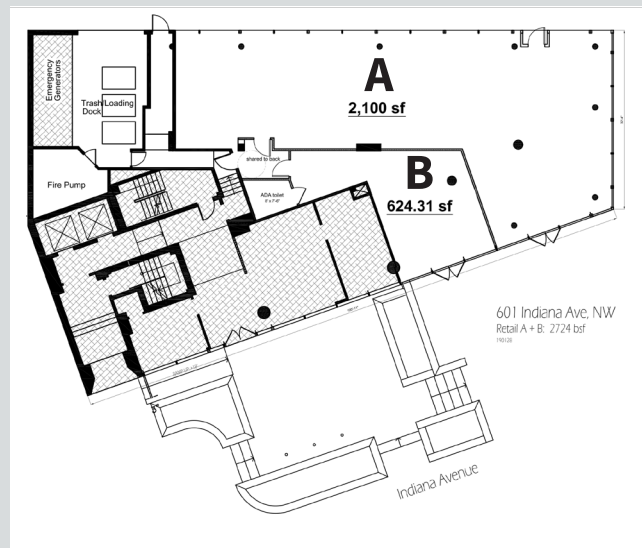 Emergency
Generators
Trash/Loading
Dock
A
2,100 sf
shared to back
Fire Pump
ADA toilet
B
624.31 sf
601 Indiana Ave, NW
Retail A + B: 2724 bsf
Indiana Avenue